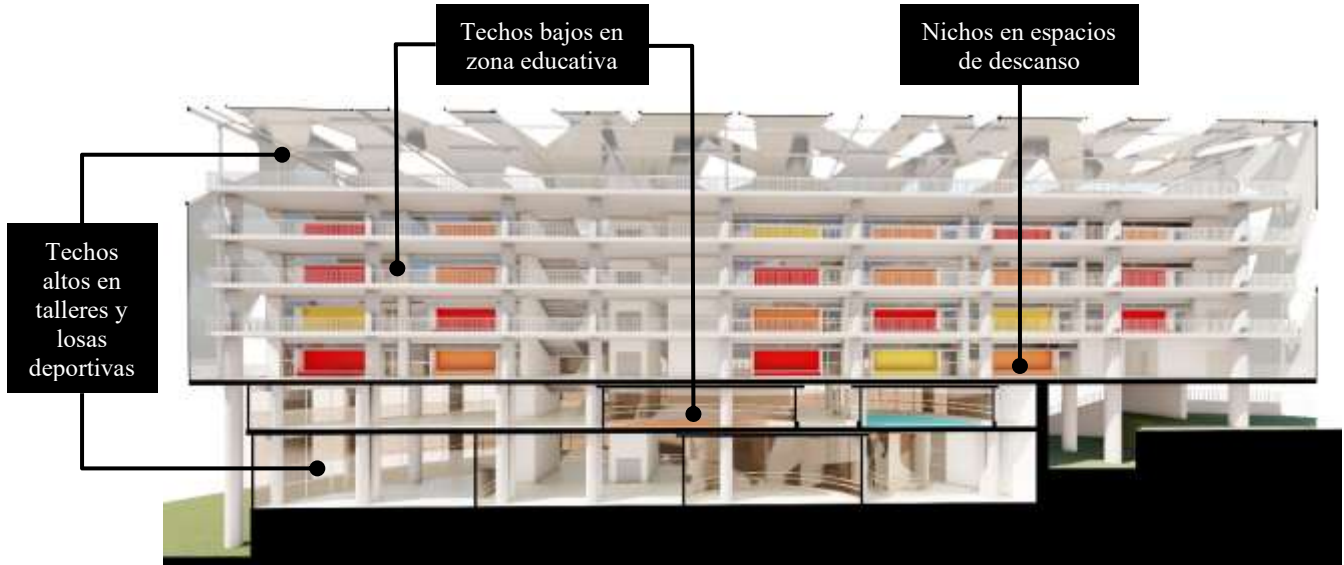 Techos bajos en
zona educativa
Nichos en espacios
de descanso
Techos
altos en
talleres y
losas
deportivas